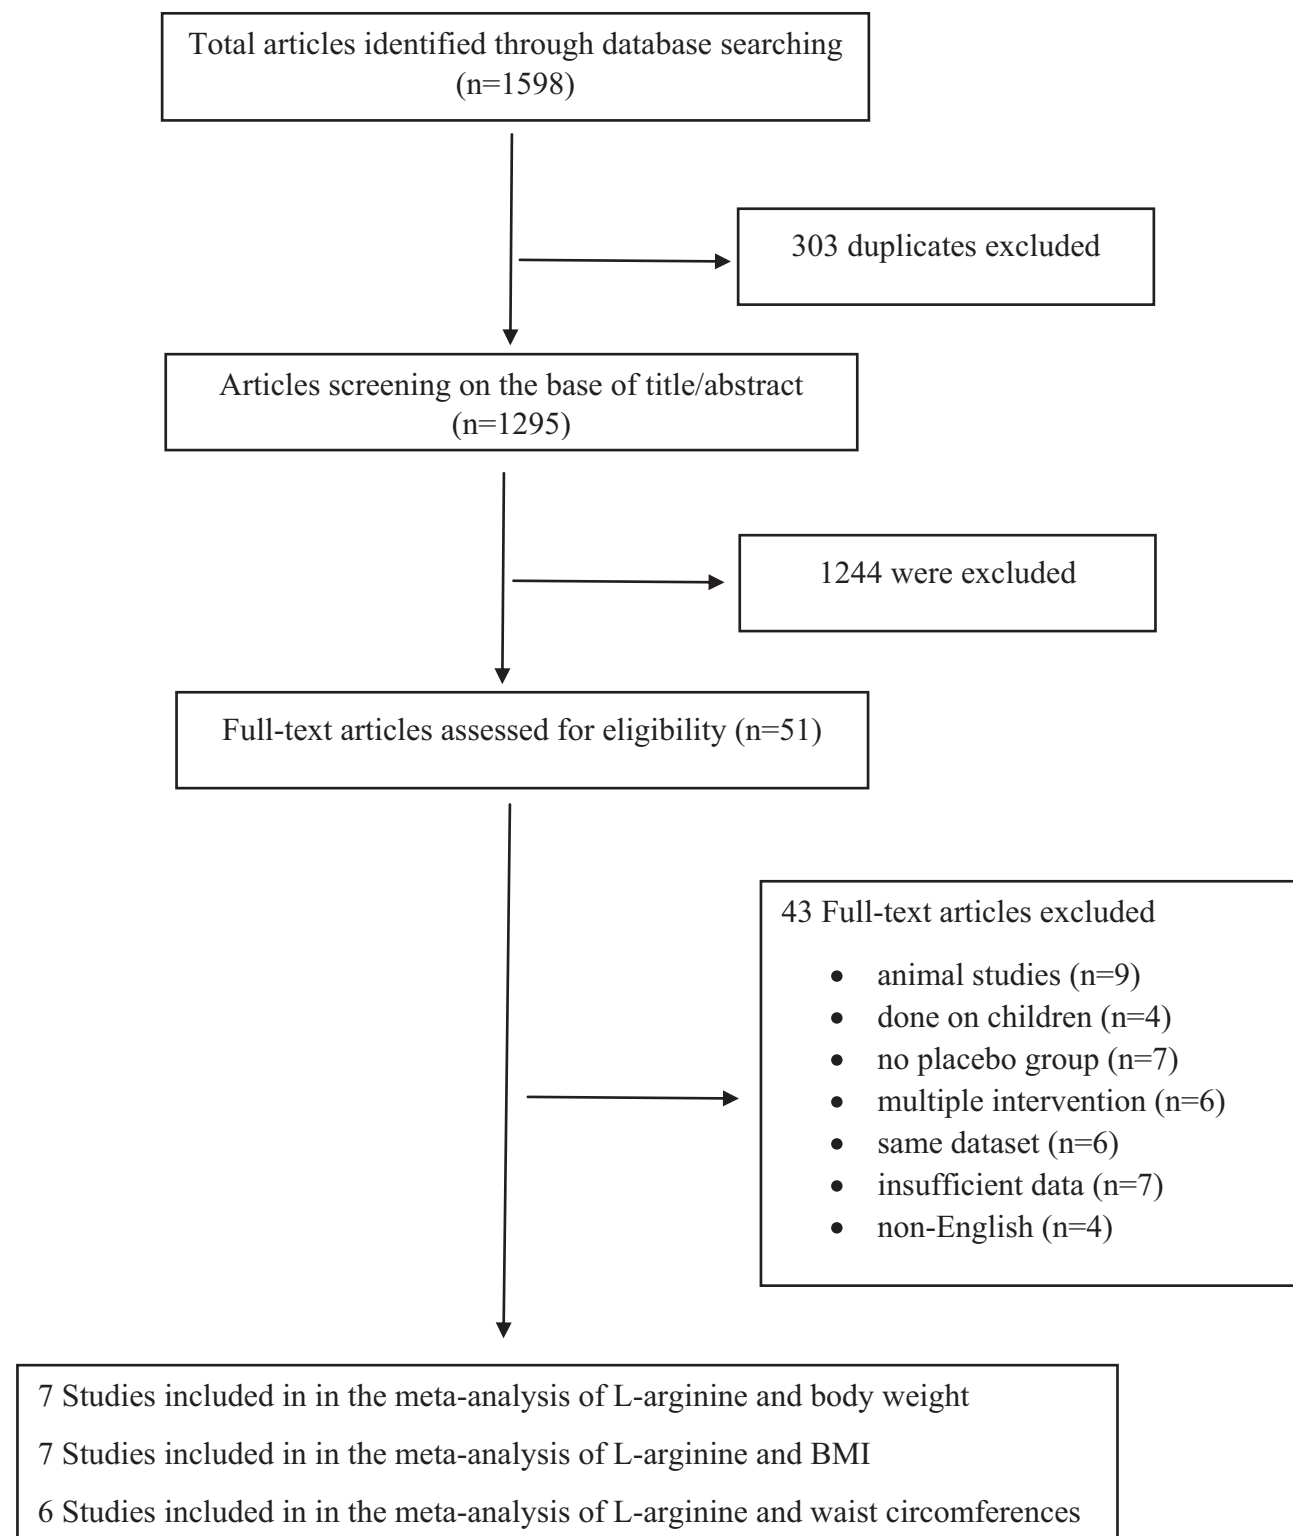 Total articles identified through database searching
(n=1598)
303 duplicates excluded
Articles screening on the base of title/abstract
(n=1295)
1244 were excluded
Full-text articles assessed for eligibility (n=51)
43 Full-text articles excluded
• animal studies (n=9)
• done on children (n=4)
• no placebo group (n=7)
• multiple intervention (n=6)
• same dataset (n=6)
• insufficient data (n=7)
• non-English (n=4)
7 Studies included in in the meta-analysis of L-arginine and body weight
7 Studies included in in the meta-analysis of L-arginine and BMI
6 Studies included in in the meta-analysis of L-arginine and waist circomferences